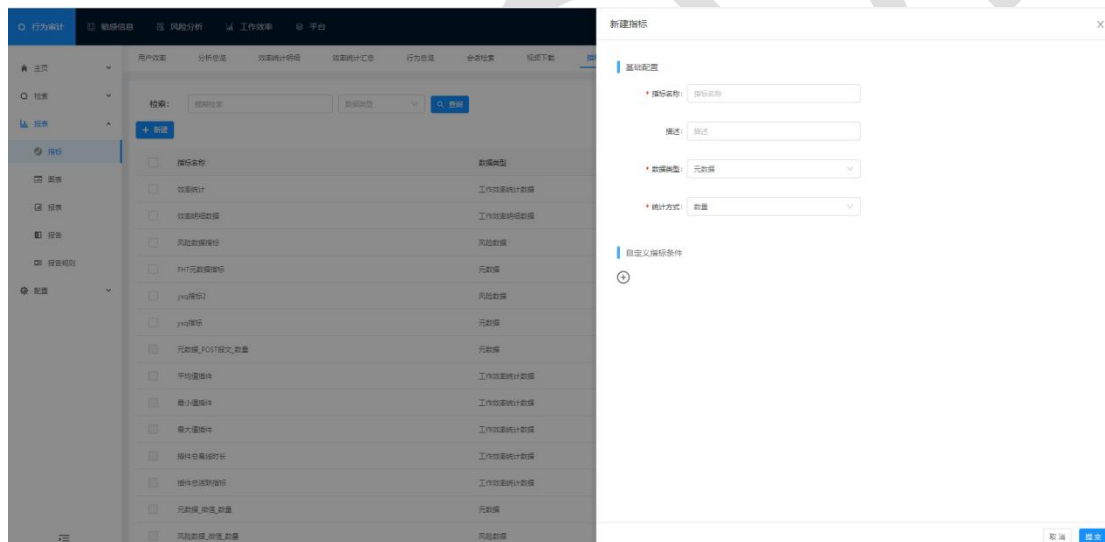 行为审计 敏感信息 风险分析 工作效率 平台
新建指标
用户效率 分析总览 效率统计明细 效率统计汇总 行为总览 会话检索 视频下载
主页
检索
报表
指标
图表
报表
报告
报告规则
配置
检索： 模糊检索 数据类型 查询
+ 新建
指标名称 数据类型
效率统计 工作效率统计数据
效率明细数据 工作效率明细数据
风险数据指标 风险数据
FHT元数据指标 元数据
yxq指标2 风险数据
yxq指标 元数据
元数据_POST报文_数量 元数据
平均值插件 工作效率统计数据
最小值插件 工作效率统计数据
最大值插件 工作效率统计数据
插件总离线时长 工作效率统计数据
插件总迟到指标 工作效率统计数据
元数据_微信_数量 元数据
风险数据_微信_数量 风险数据
基础配置
* 指标名称： 指标名称
描述： 描述
* 数据类型： 元数据
* 统计方式： 数量
自定义指标条件
取消 提交